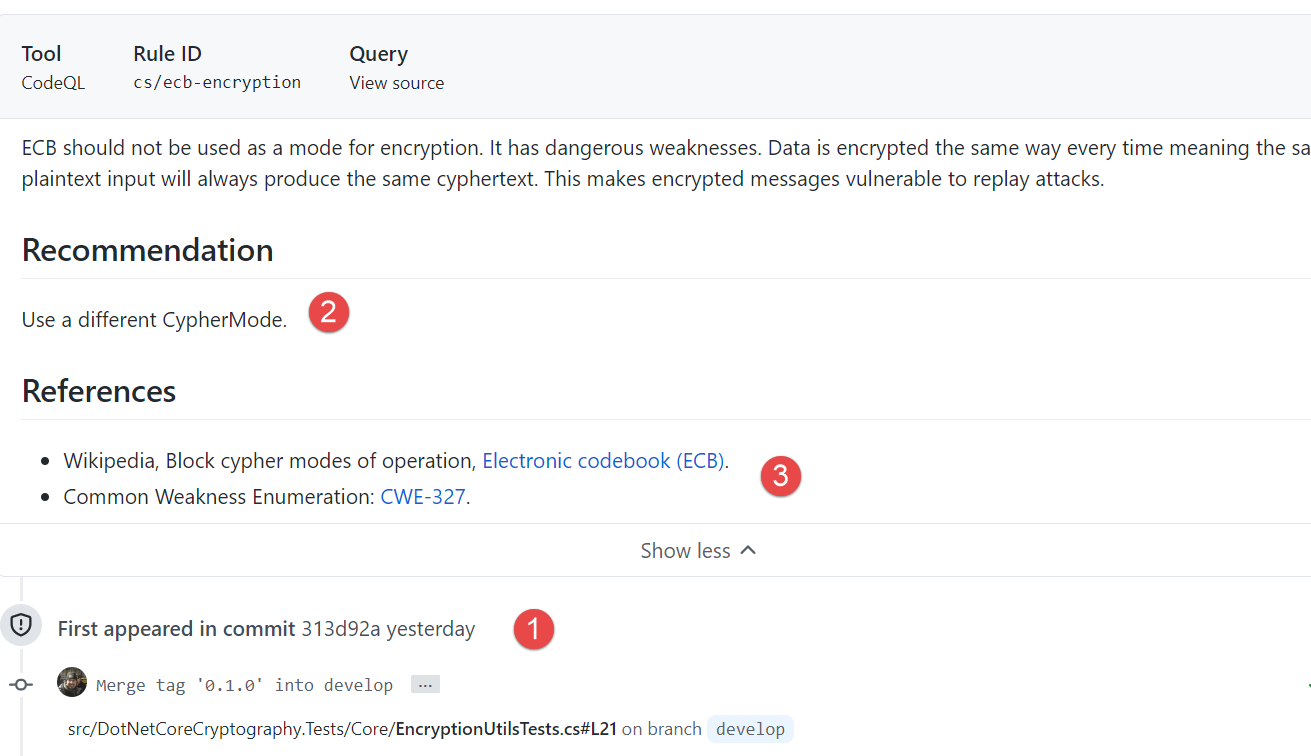 Tool Rule ID Query
CodeQL cs/ecb-encryption View source
ECB should not be used as a mode for encryption. It has dangerous weaknesses. Data is encrypted the same way every time meaning the sa
plaintext input will always produce the same cyphertext. This makes encrypted messages vulnerable to replay attacks.
Recommendation
Use a different CypherMode. 2
References
Wikipedia, Block cypher modes of operation, Electronic codebook (ECB).
3
Common Weakness Enumeration: CWE-327.
Show less
First appeared in commit 313d92a yesterday 1
Merge tag '0.1.0' into develop ...
src/DotNetCoreCryptography.Tests/Core/EncryptionUtilsTests.cs#L21 on branch develop